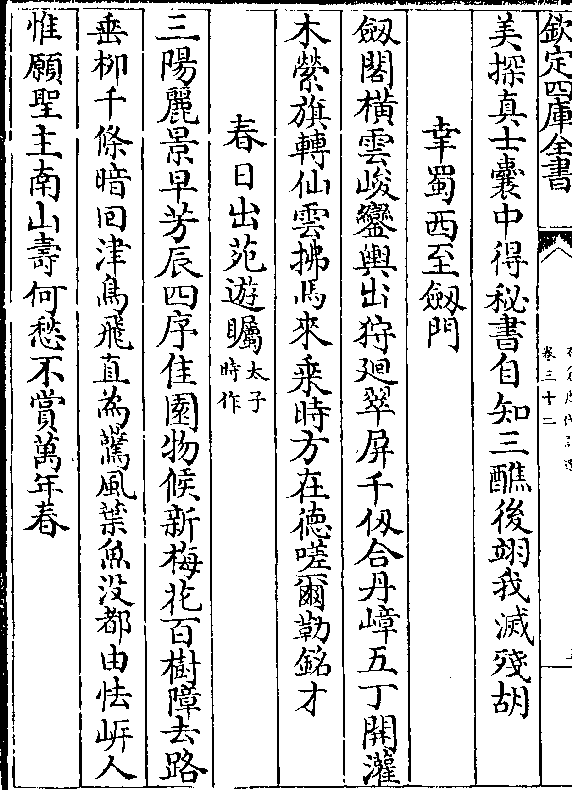 欽定四庫全書
卷三十二
美探真士囊中得秘書自知三醮後翊我滅殘胡
幸蜀西至劔門
劔閣橫雲峻鑾輿出狩廻翠屏千仭合丹嶂五丁開灌
木縈旗轉仙雲拂馬來乗時方在德嗟爾勒銘才
春日出苑遊矚太子時作
三陽麗景早芳辰四序佳園物候新梅花百樹障去路
垂柳千條暗回津鳥飛直為驚風葉魚没都由怯岍人
惟願聖主南山壽何愁不賞萬年春